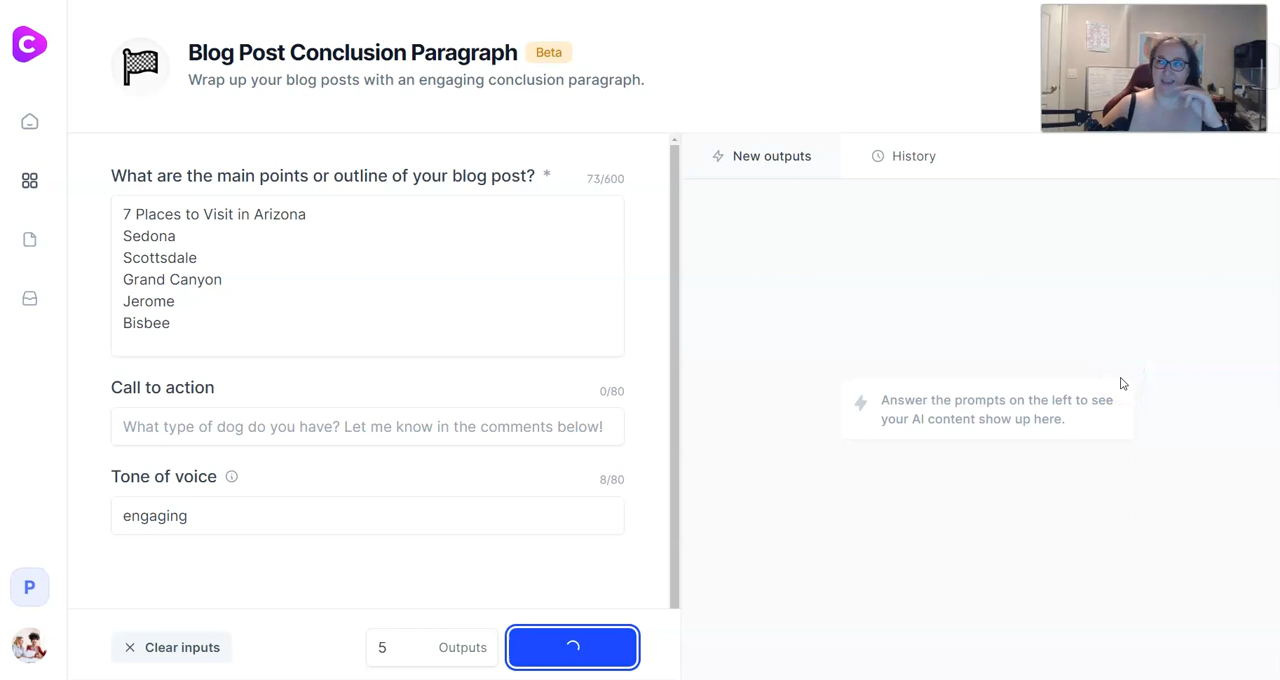 C
Blog Post Conclusion Paragraph Beta
Wrap up your blog posts with an engaging conclusion paragraph.
What are the main points or outline of your blog post? * 73/600
7 Places to Visit in Arizona
Sedona
Scottsdale
Grand Canyon
Jerome
Bisbee
Call to action 0/80
What type of dog do you have? Let me know in the comments below!
Tone of voice 8/80
engaging
Clear inputs
5 Outputs
P
New outputs
History
Answer the prompts on the left to see
your AI content show up here.